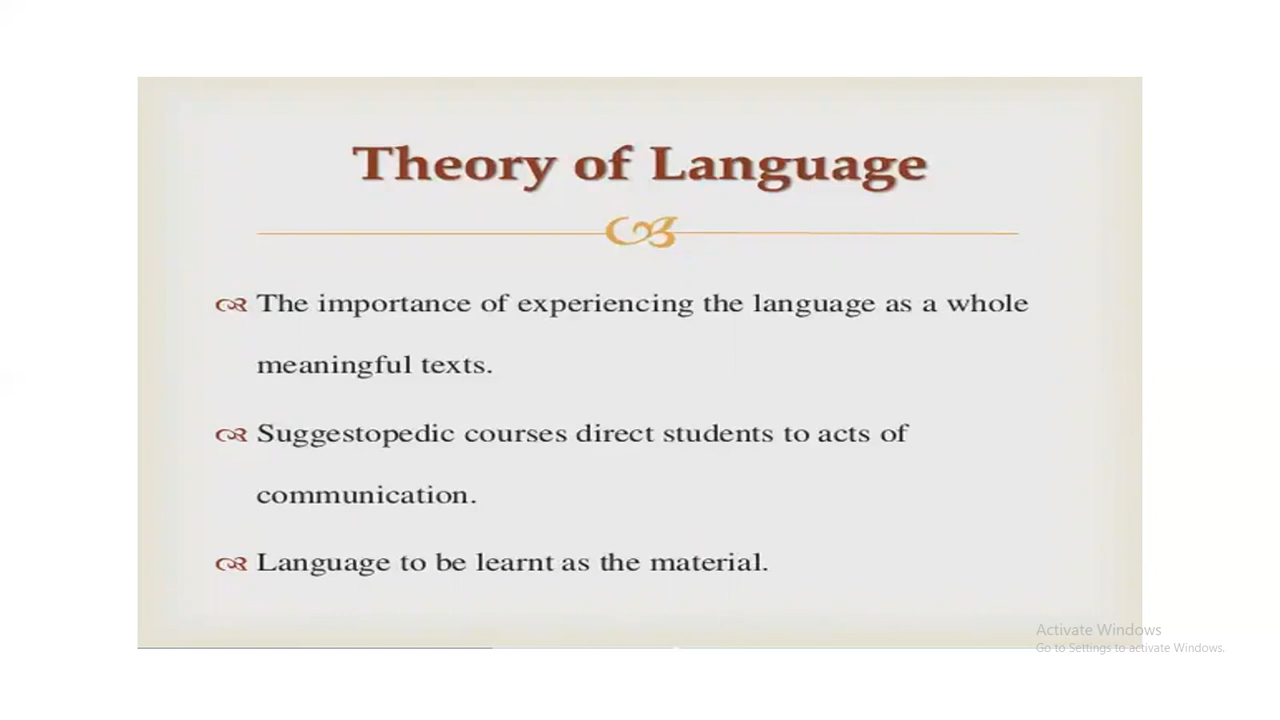 Theory of Language
The importance of experiencing the language as a whole
meaningful texts.
Suggestopedic courses direct students to acts of
communication.
Language to be learnt as the material.
Activate Windows
Go to Settings to activate Windows.